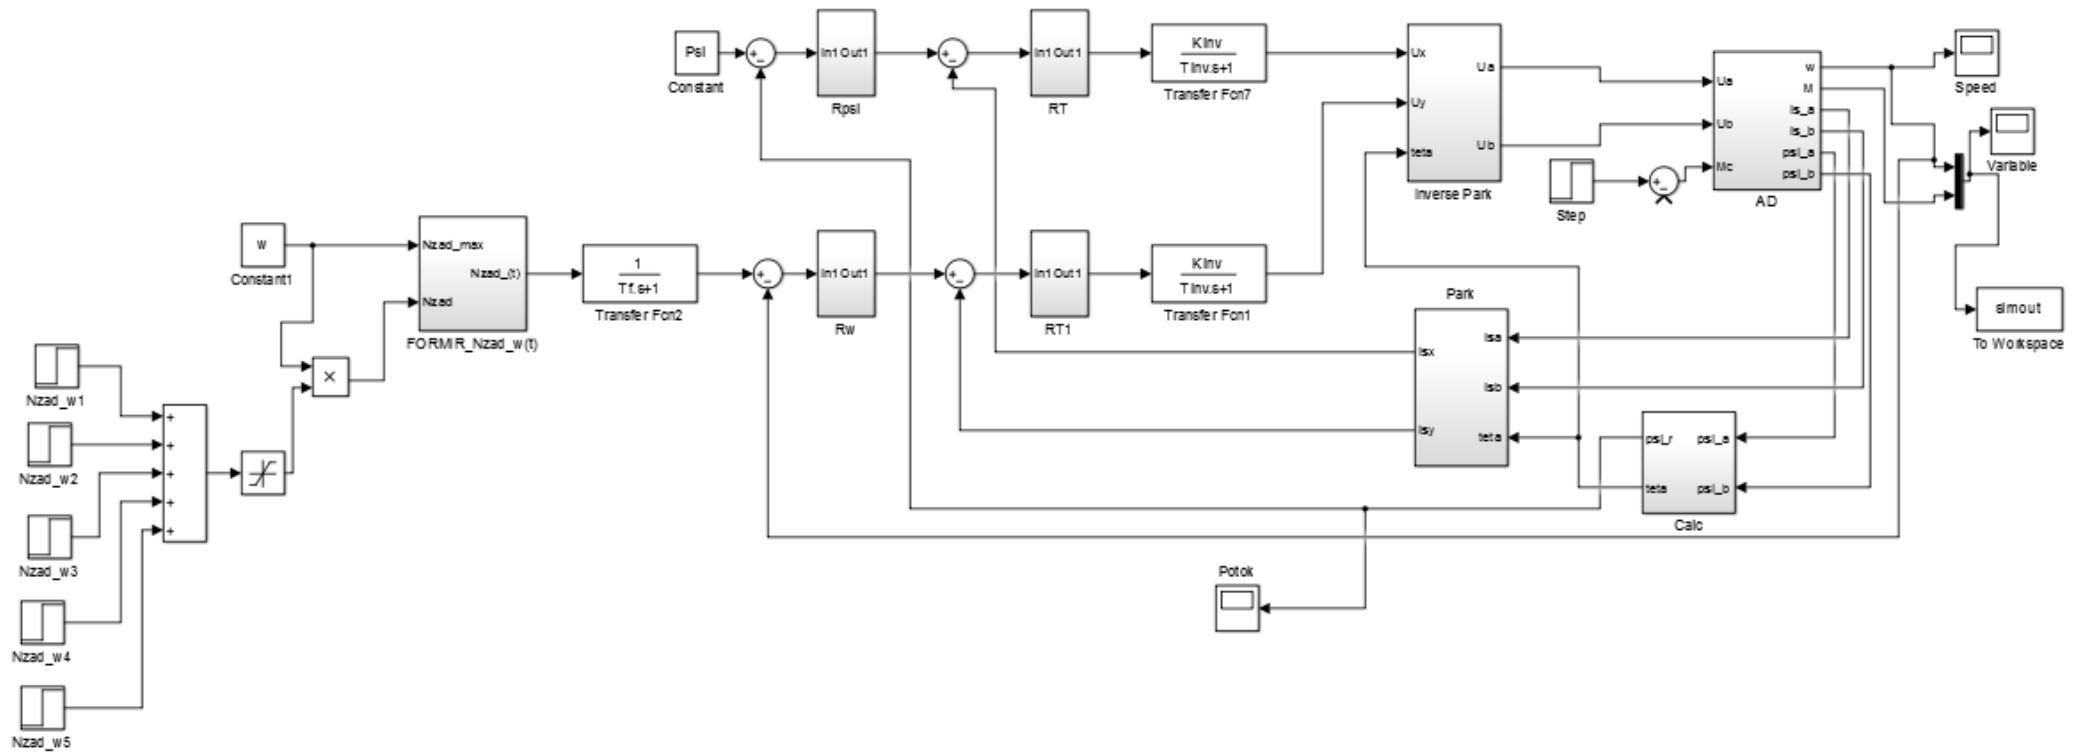 Psi
Constant
+
-
In1 Out1
Rpsi
+
-
In1 Out1
RT
Kinv
Tinv.s+1
Transfer Fcn7
Ux
Uy
teta
Ua
Ub
Inverse Park
Ua
Ub
Mc
w
M
Is_a
Is_b
psi_a
psi_b
AD
Speed
Variable
Step
+
-
simout
To Workspace
w
Constant1
Nzad_max
Nzad
Nzad_(t)
FORMIR_Nzad_w(t)
1
Tf.s+1
Transfer Fcn2
+
-
In1 Out1
Rw
+
-
In1 Out1
RT1
Kinv
Tinv.s+1
Transfer Fcn1
Park
Isx
Isy
Isa
Isb
teta
psi_r
teta
psi_a
psi_b
Calc
Potok
×
Nzad_w1
Nzad_w2
Nzad_w3
Nzad_w4
Nzad_w5
+
+
+
+
+